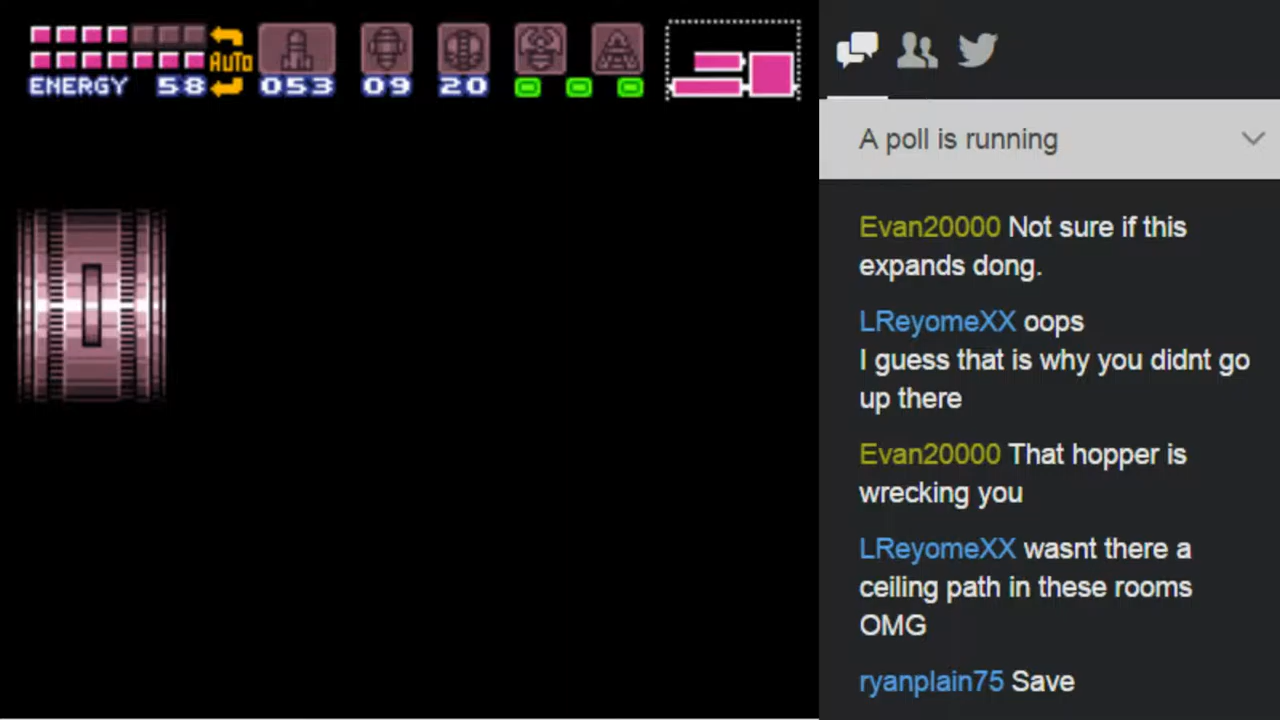 AUTO
ENERGY 58 053 09 20
A poll is running
Evan20000 Not sure if this
expands dong.
LReyomeXX oops
I guess that is why you didnt go
up there
Evan20000 That hopper is
wrecking you
LReyomeXX wasnt there a
ceiling path in these rooms
OMG
ryanplain75 Save